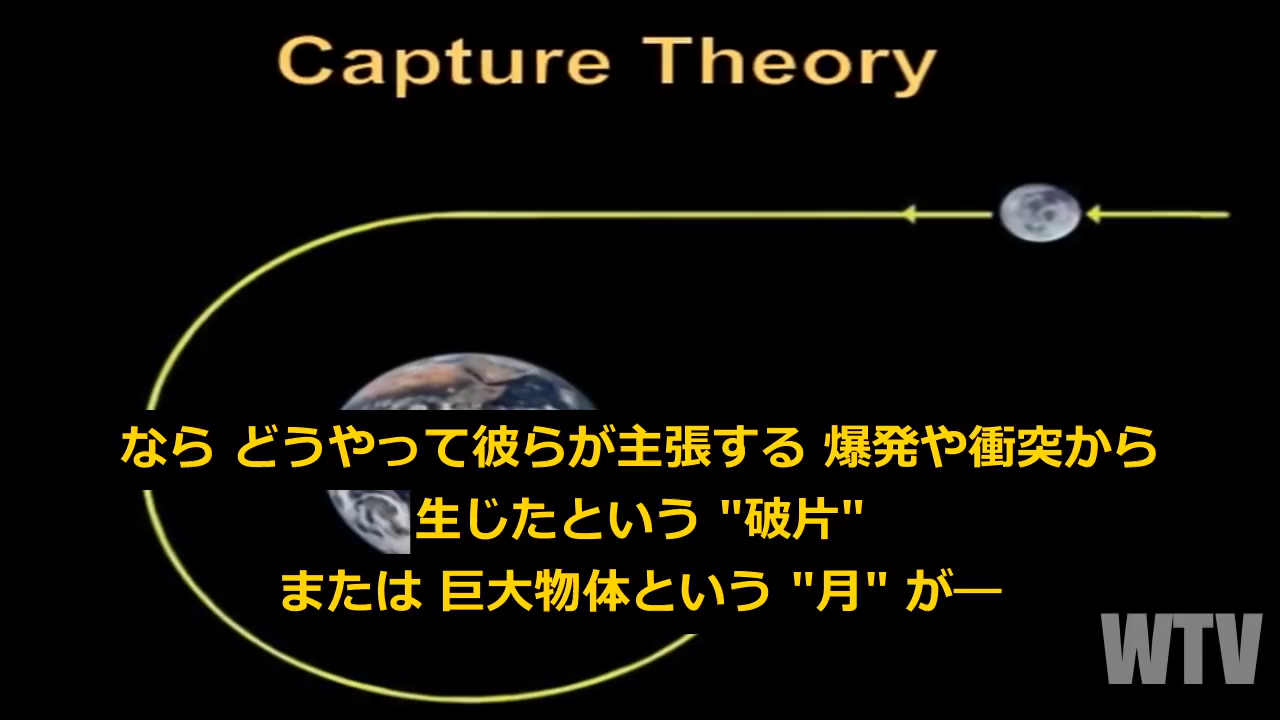 Capture Theory
なら どうやって彼らが主張する 爆発や衝突から
生じたという "破片"
または 巨大物体という "月" が―
WTV